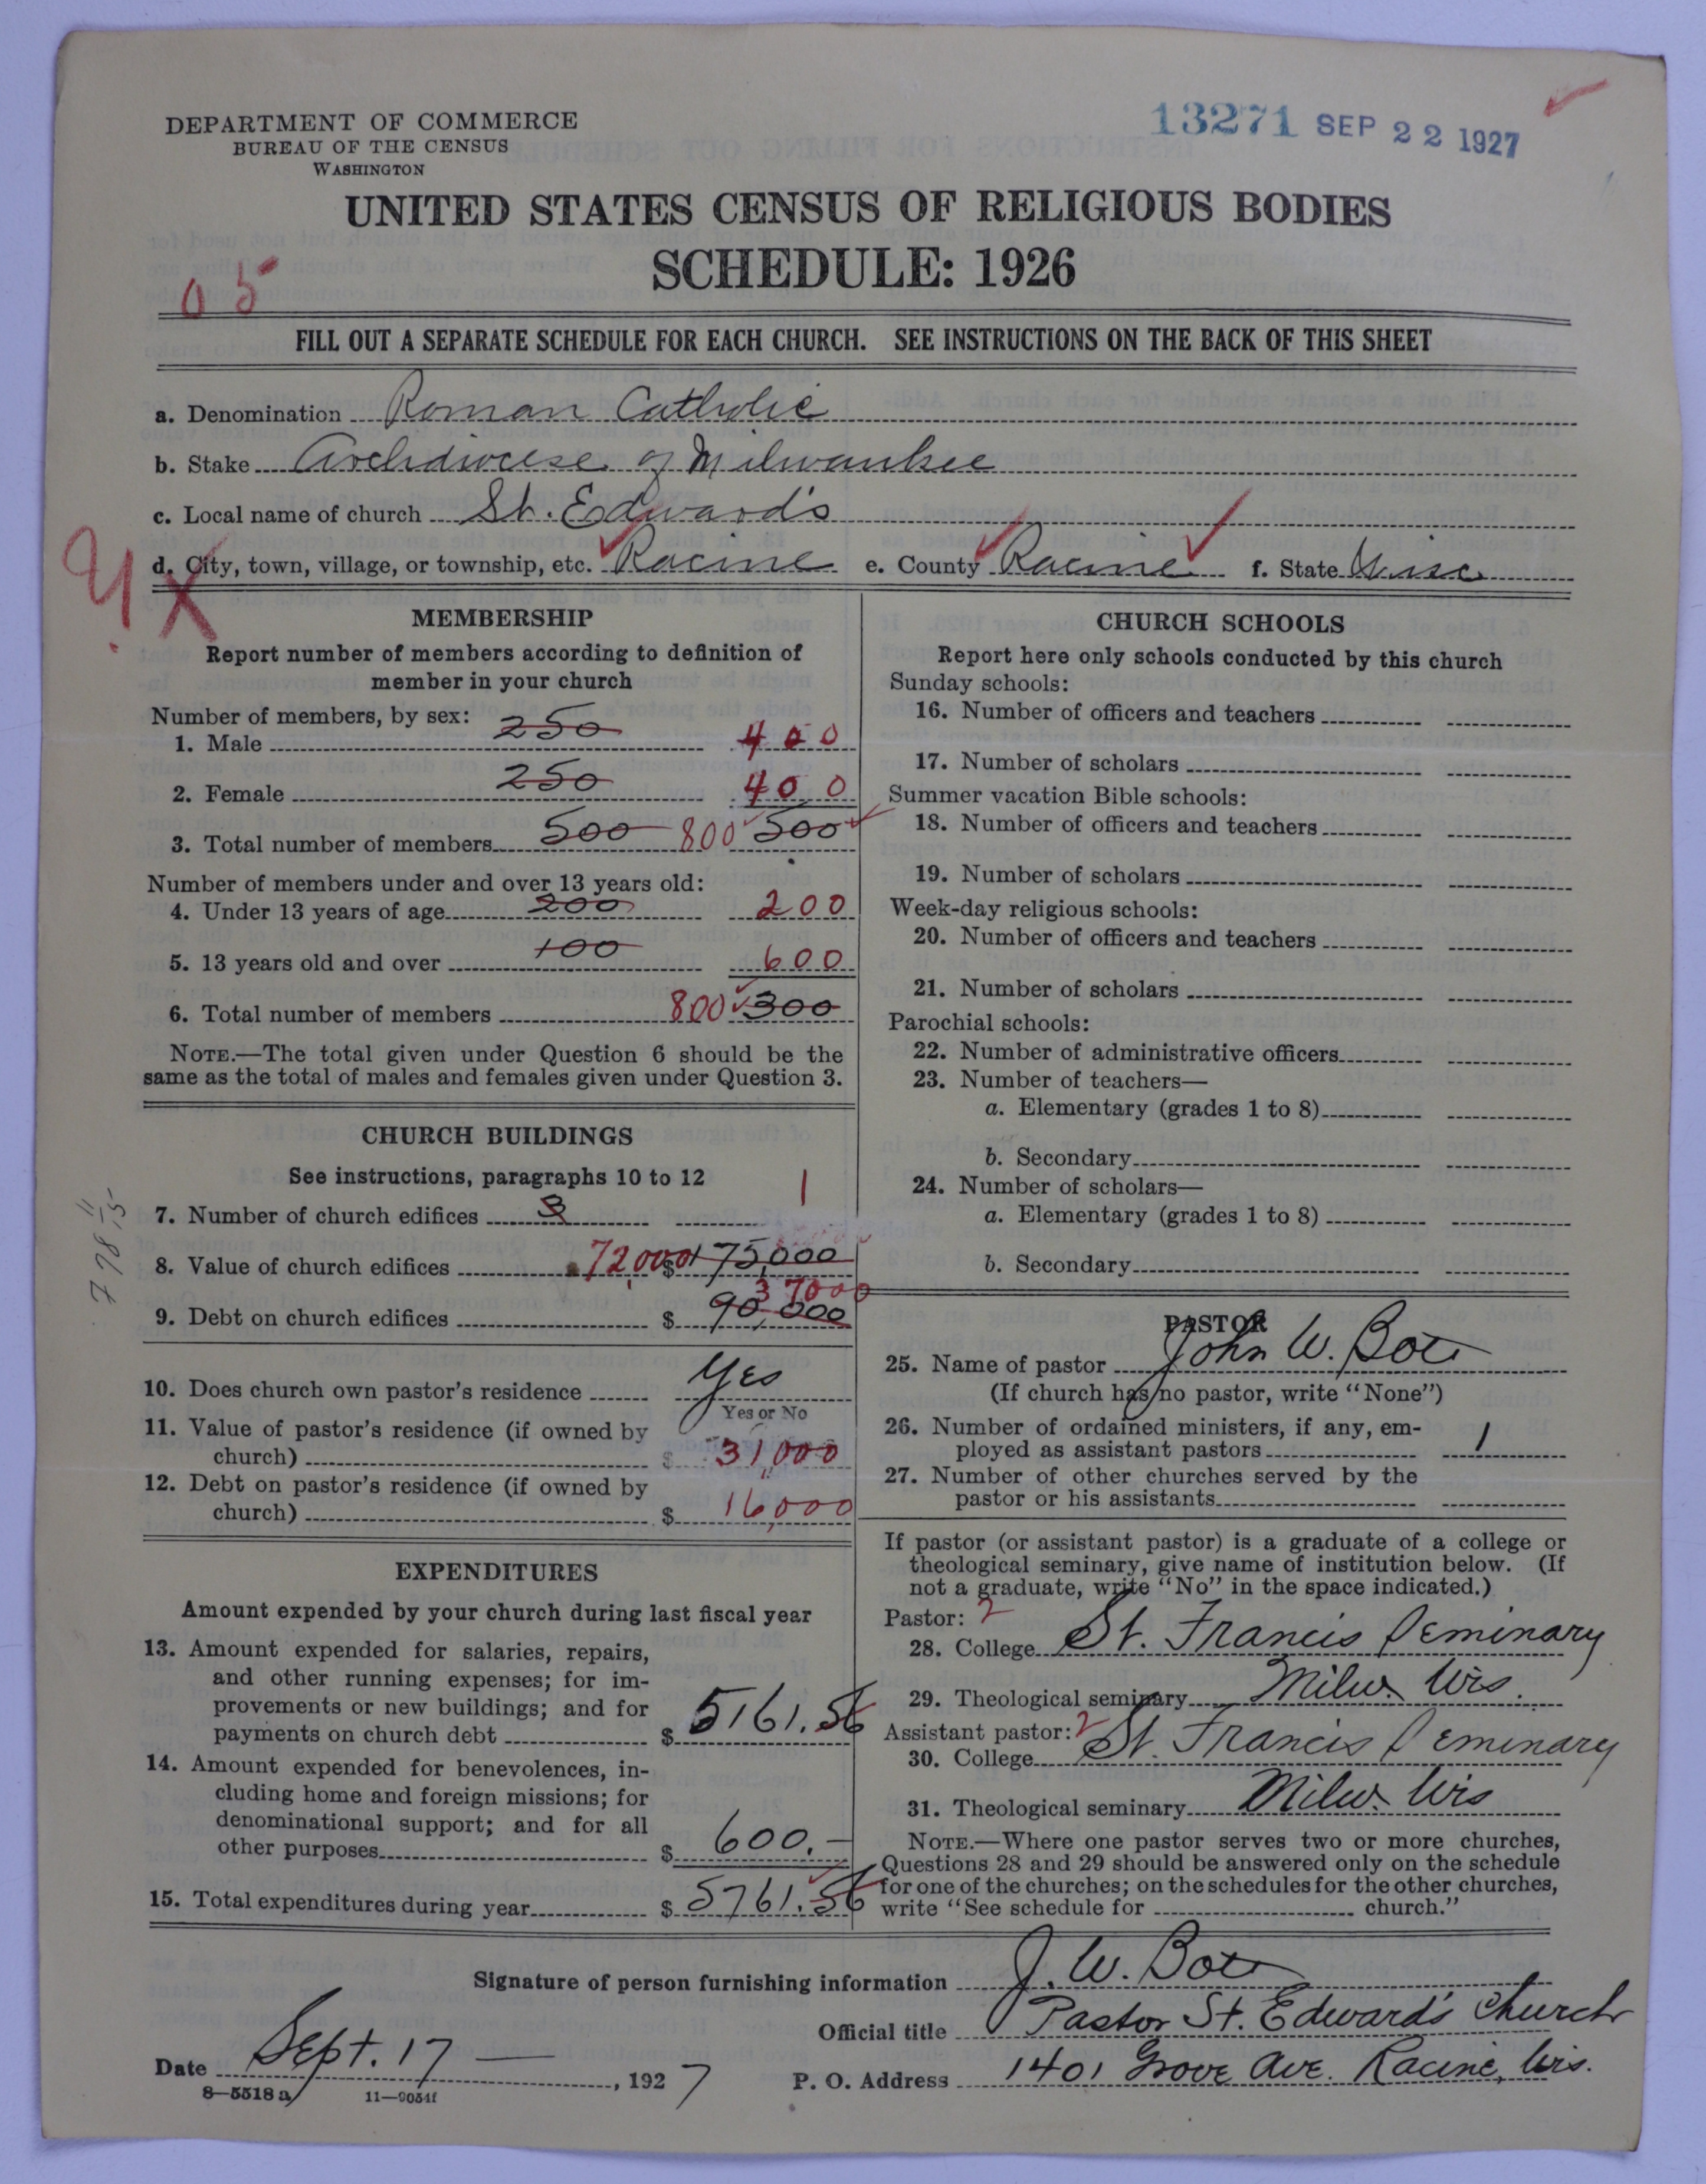 13271 SEP 22 1927
DEPARTMENT OF COMMERCE
BUREAU OF THE CENSUS
WASHINGTON
UNITED STATES CENSUS OF RELIGIOUS BODIES
SCHEDULE: 1926
05
FILL OUT A SEPARATE SCHEDULE FOR EACH CHURCH. SEE INSTRUCTIONS ON THE BACK OF THIS SHEET
a. Denomination Roman Catholic
b. Stake Archdiocese of Milwaukee
c. Local name of church St. Edward's
d. City, town, village, or township, etc. Racine e. County Racine f. State Wisc
MEMBERSHIP
Report number of members according to definition of
member in your church
Number of members, by sex:
1. Male 250 400
2. Female 250 400
3. Total number of members 500 800 500
Number of members under and over 13 years old:
4. Under 13 years of age 200 200
5. 13 years old and over 100 600
6. Total number of members 800 300
NOTE.—The total given under Question 6 should be the
same as the total of males and females given under Question 3.
CHURCH BUILDINGS
See instructions, paragraphs 10 to 12
7. Number of church edifices 3 1
8. Value of church edifices 72,000 $ 175,000
37000
9. Debt on church edifices $ 90,000
10. Does church own pastor's residence Yes
Yes or No
11. Value of pastor's residence (if owned by
church) $ 31,000
12. Debt on pastor's residence (if owned by
church) $ 16,000
EXPENDITURES
Amount expended by your church during last fiscal year
13. Amount expended for salaries, repairs,
and other running expenses; for im-
provements or new buildings; and for
payments on church debt $ 5161.56
14. Amount expended for benevolences, in-
cluding home and foreign missions; for
denominational support; and for all
other purposes $ 600.—
15. Total expenditures during year $ 5761.56
CHURCH SCHOOLS
Report here only schools conducted by this church
Sunday schools:
16. Number of officers and teachers
17. Number of scholars
Summer vacation Bible schools:
18. Number of officers and teachers
19. Number of scholars
Week-day religious schools:
20. Number of officers and teachers
21. Number of scholars
Parochial schools:
22. Number of administrative officers
23. Number of teachers—
a. Elementary (grades 1 to 8)
b. Secondary
24. Number of scholars—
a. Elementary (grades 1 to 8)
b. Secondary
PASTOR
25. Name of pastor John W. Bott
(If church has no pastor, write "None")
26. Number of ordained ministers, if any, em-
ployed as assistant pastors 1
27. Number of other churches served by the
pastor or his assistants
If pastor (or assistant pastor) is a graduate of a college or
theological seminary, give name of institution below. (If
not a graduate, write "No" in the space indicated.)
Pastor: 2
28. College St. Francis Seminary
29. Theological seminary Milw. Wis.
Assistant pastor: 2
30. College St. Francis Seminary
31. Theological seminary Milw. Wis
NOTE.—Where one pastor serves two or more churches,
Questions 28 and 29 should be answered only on the schedule
for one of the churches; on the schedules for the other churches,
write "See schedule for church."
Signature of person furnishing information J. W. Bott
Official title Pastor St. Edward's Church
Date Sept. 17 — , 1927 P. O. Address 1401 Grove Ave. Racine, Wis.
8—5518 a 11—9054f